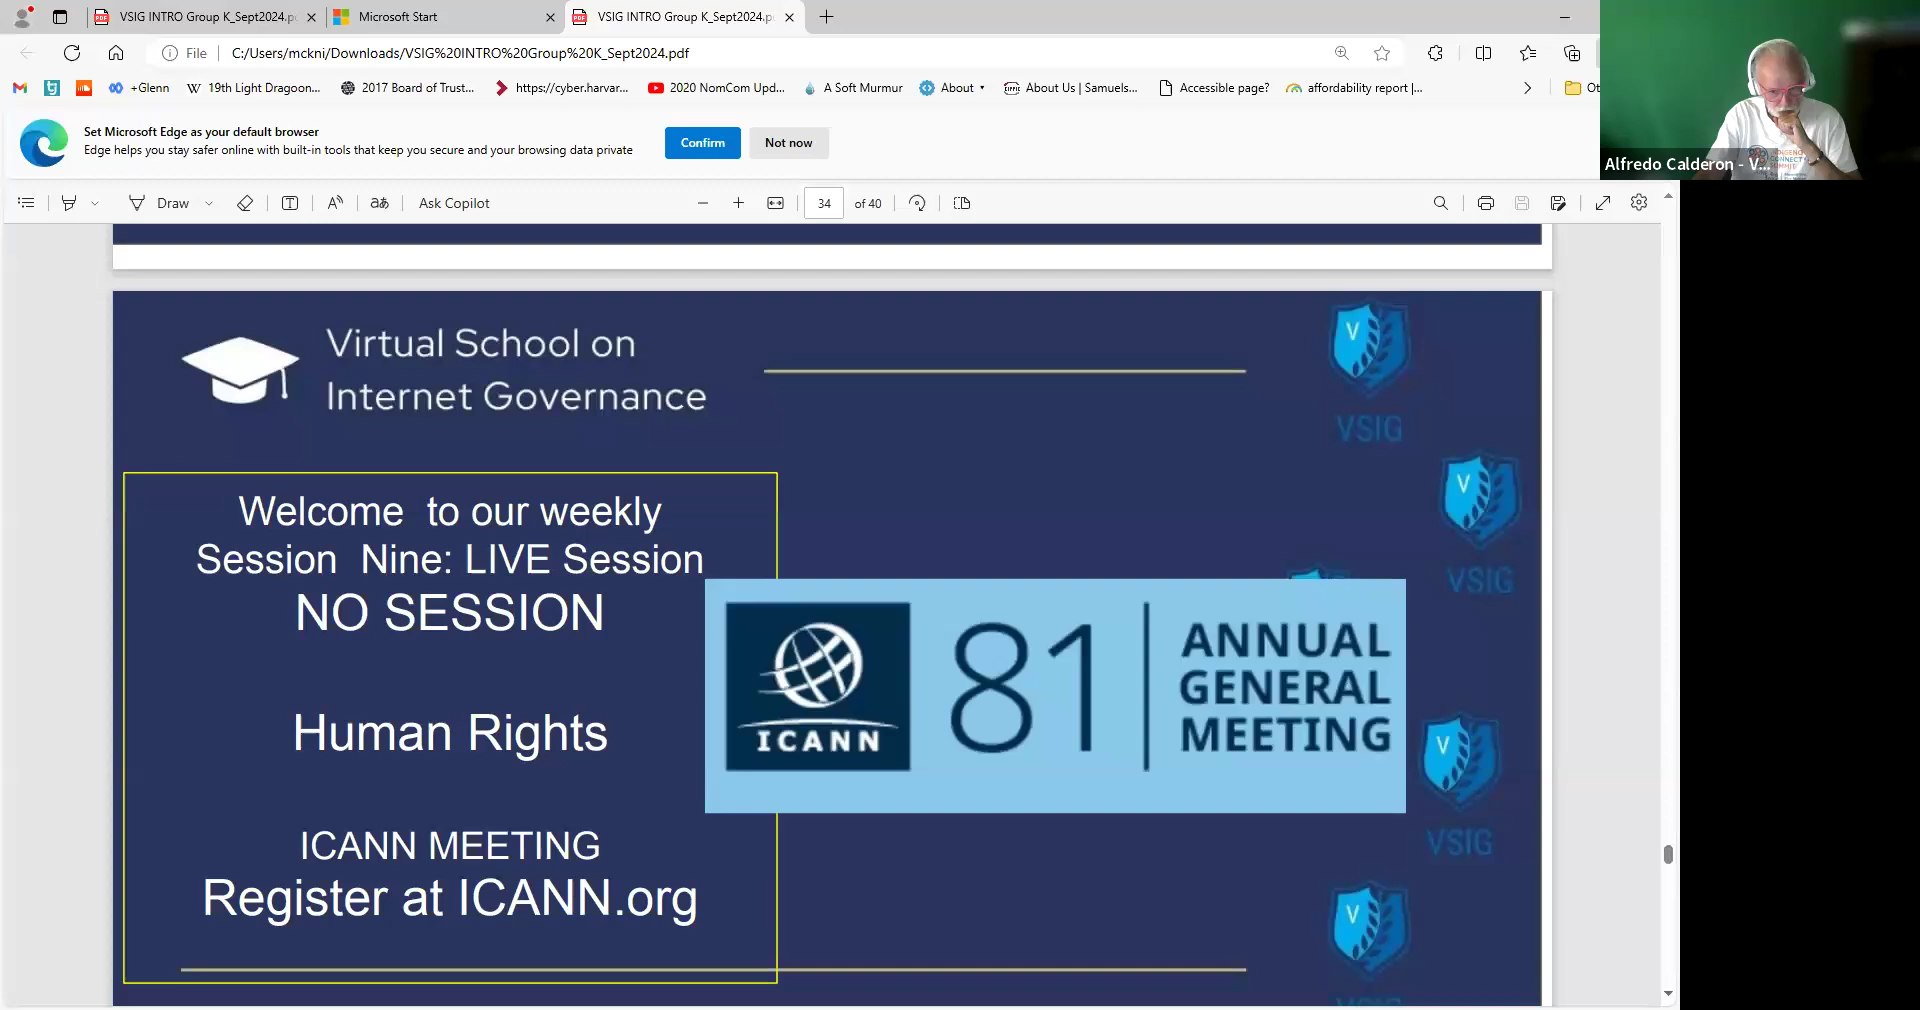 VSIG INTRO Group K_Sept2024.p
Microsoft Start
VSIG INTRO Group K_Sept2024.p
File
C:/Users/mckni/Downloads/VSIG%20INTRO%20Group%20K_Sept2024.pdf
+Glenn
19th Light Dragoon...
2017 Board of Trust...
https://cyber.harvar...
2020 NomCom Upd...
A Soft Murmur
About
About Us | Samuels...
Accessible page?
affordability report |...
Ot
Set Microsoft Edge as your default browser
Edge helps you stay safer online with built-in tools that keep you secure and your browsing data private
Confirm
Not now
Alfredo Calderon - V...
Draw
Ask Copilot
34
of 40
Virtual School on
Internet Governance
V
VSIG
V
VSIG
Welcome to our weekly
Session Nine: LIVE Session
NO SESSION
Human Rights
ICANN MEETING
Register at ICANN.org
ICANN
81
ANNUAL
GENERAL
MEETING
V
VSIG
V